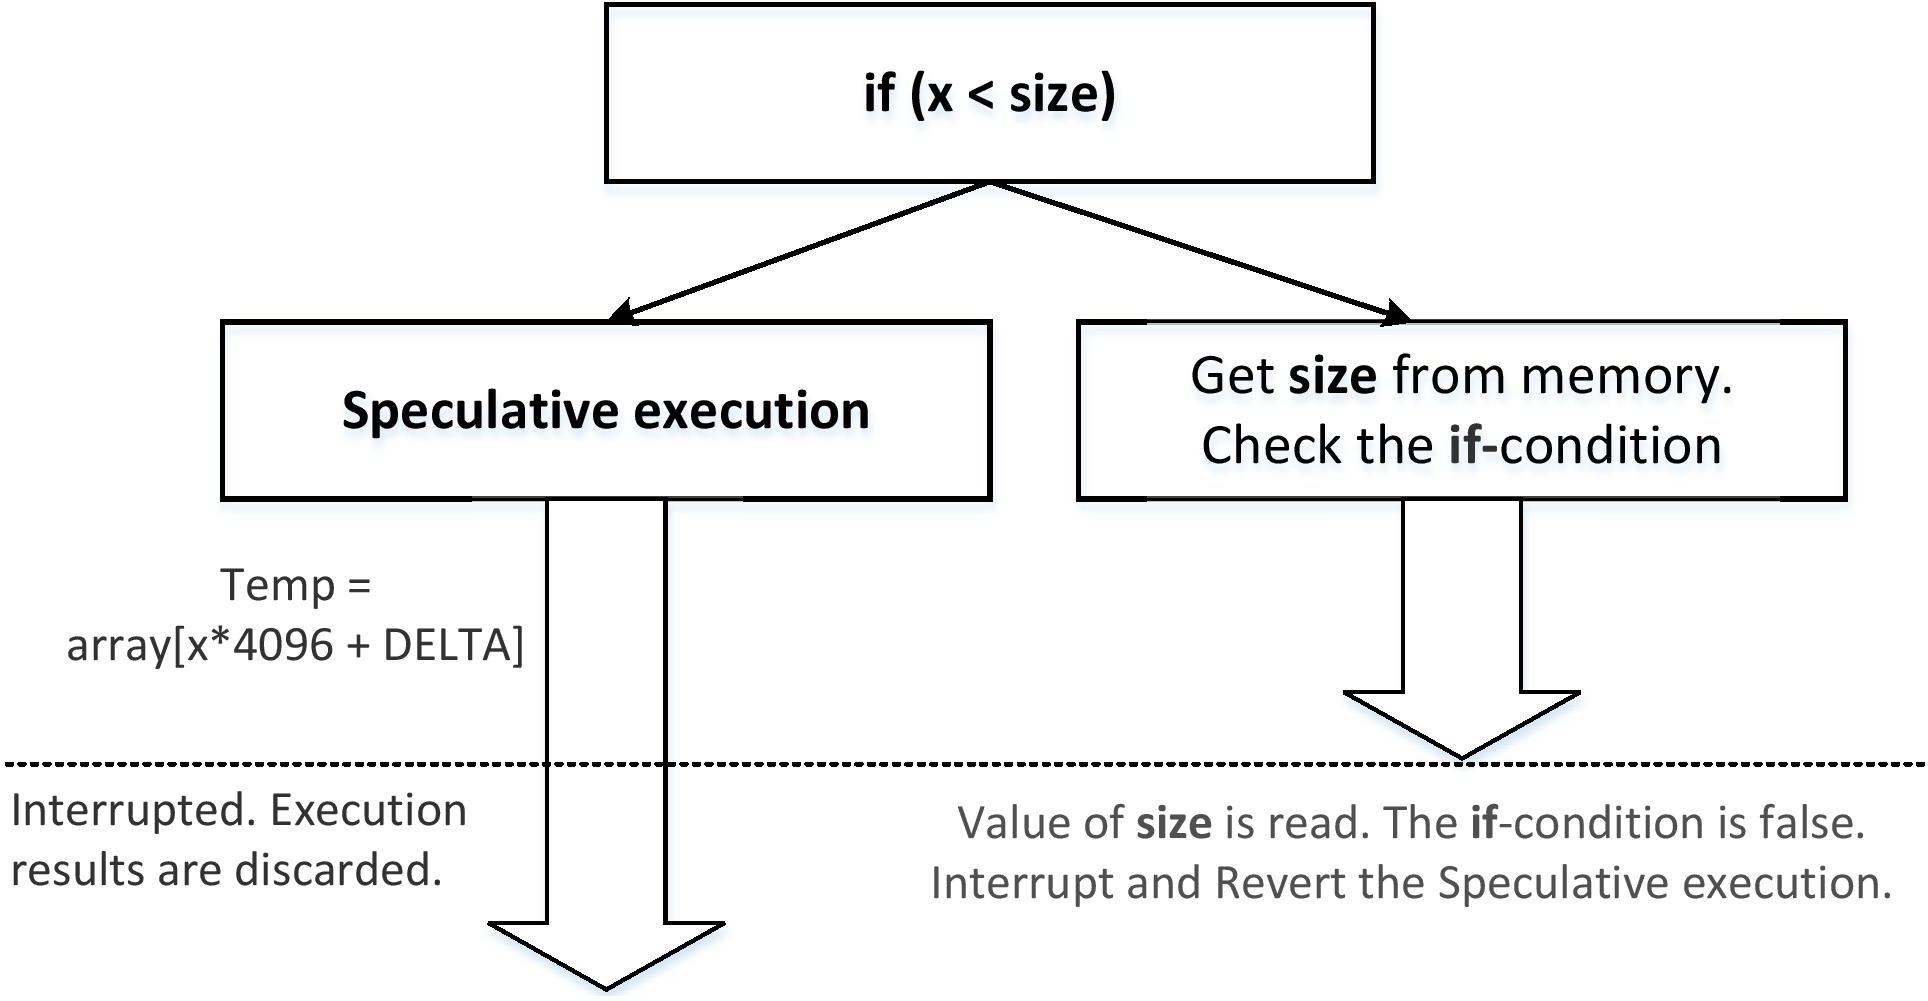 if (x < size)
Speculative execution
Get size from memory.
Check the if-condition
Temp =
array[x*4096 + DELTA]
Interrupted. Execution
results are discarded.
Value of size is read. The if-condition is false.
Interrupt and Revert the Speculative execution.